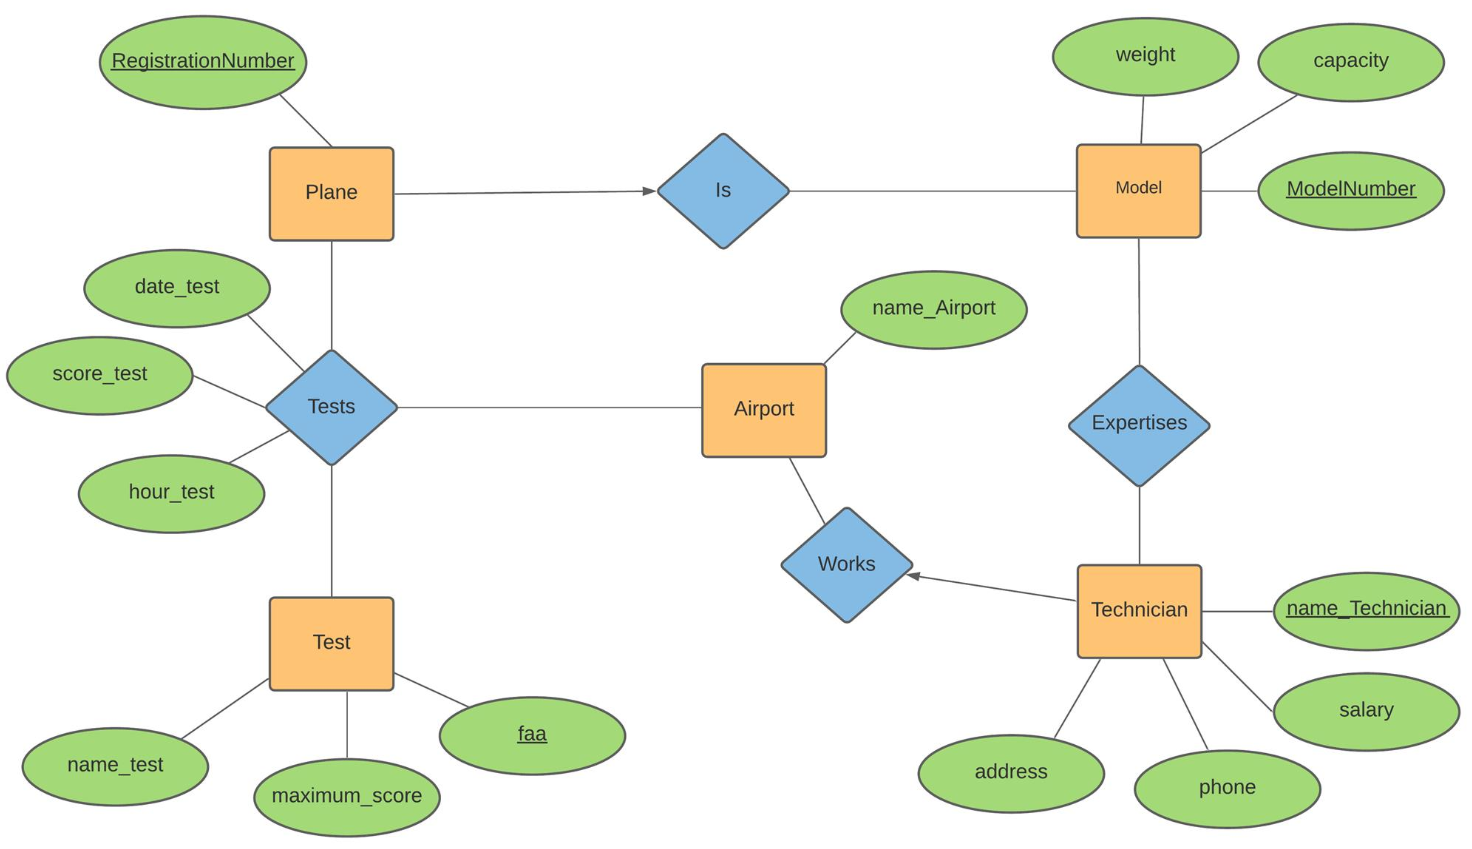 RegistrationNumber
weight
capacity
Plane
Is
Model
ModelNumber
date_test
name_Airport
score_test
Tests
Airport
Expertises
hour_test
Works
Test
Technician
name_Technician
name_test
maximum_score
faa
salary
address
phone